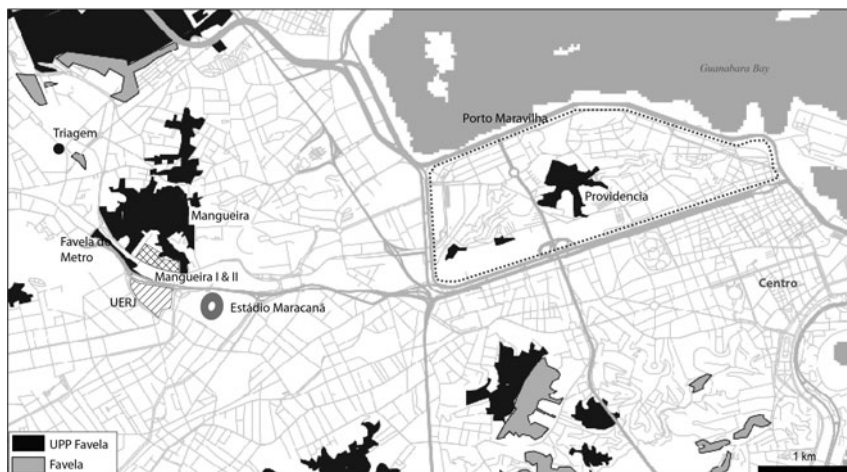 Guanabara Bay
Porto Maravilha
Triagem
Providencia
Mangueira
Favela do
Metro
Mangueira I & II
UERJ
Estádio Maracanã
Centro
UPP Favela
Favela
1 km